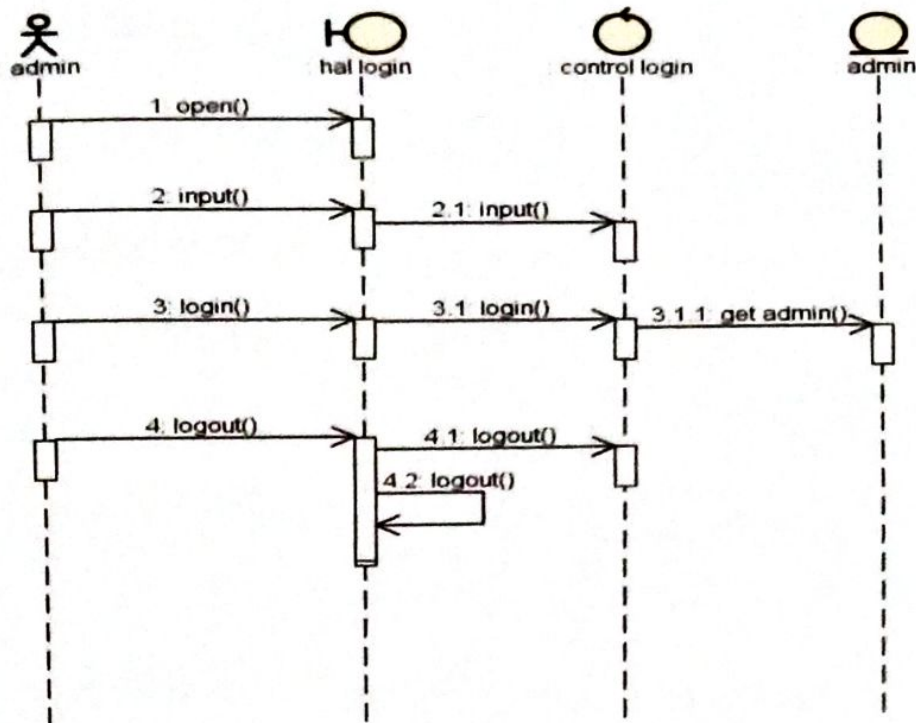 admin
hal login
control login
admin
1 open()
2: input()
2.1: input()
3: login()
3.1 login()
3.1.1: get admin()
4: logout()
4.1: logout()
4.2: logout()